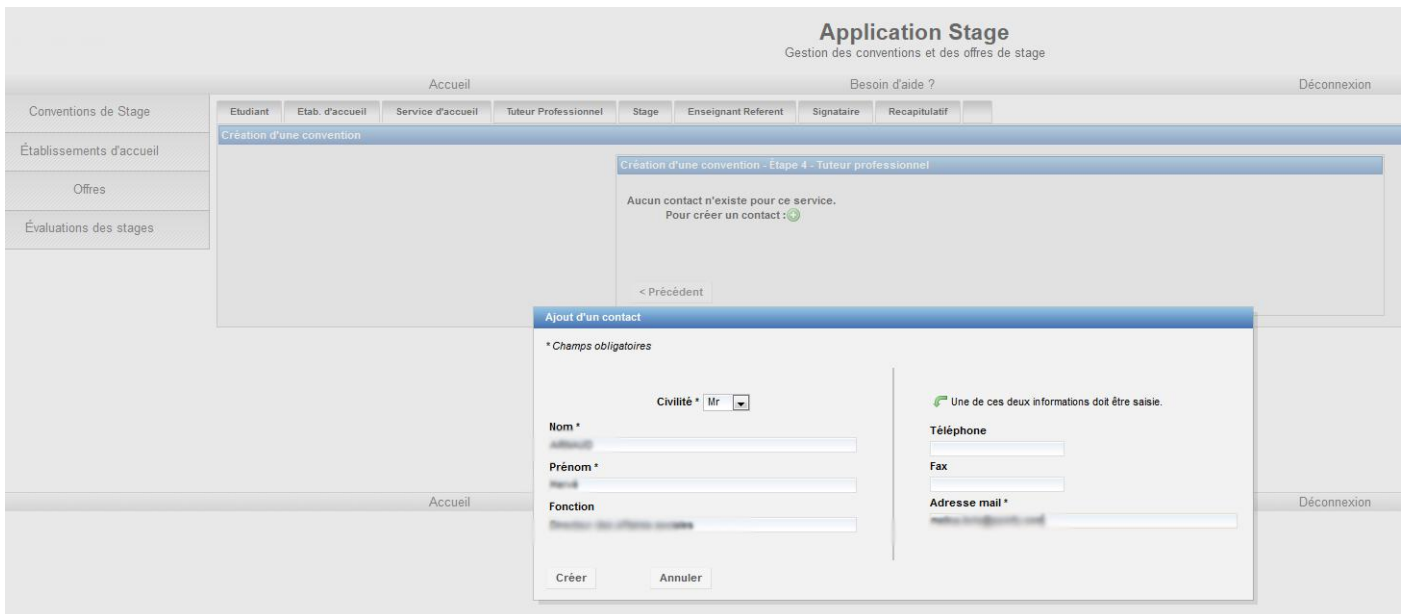 Application Stage
Gestion des conventions et des offres de stage
Accueil
Besoin d'aide ?
Déconnexion
Conventions de Stage
Établissements d'accueil
Offres
Évaluations des stages
Etudiant
Etab. d'accueil
Service d'accueil
Tuteur Professionnel
Stage
Enseignant Referent
Signataire
Recapitulatif
Création d'une convention
Création d'une convention - Etape 4 - Tuteur professionnel
Aucun contact n'existe pour ce service.
Pour créer un contact :
< Précédent
Ajout d'un contact
* Champs obligatoires
Civilité * Mr
Nom *
Prénom *
Fonction
Une de ces deux informations doit être saisie.
Téléphone
Fax
Adresse mail *
Créer
Annuler
Accueil
Déconnexion